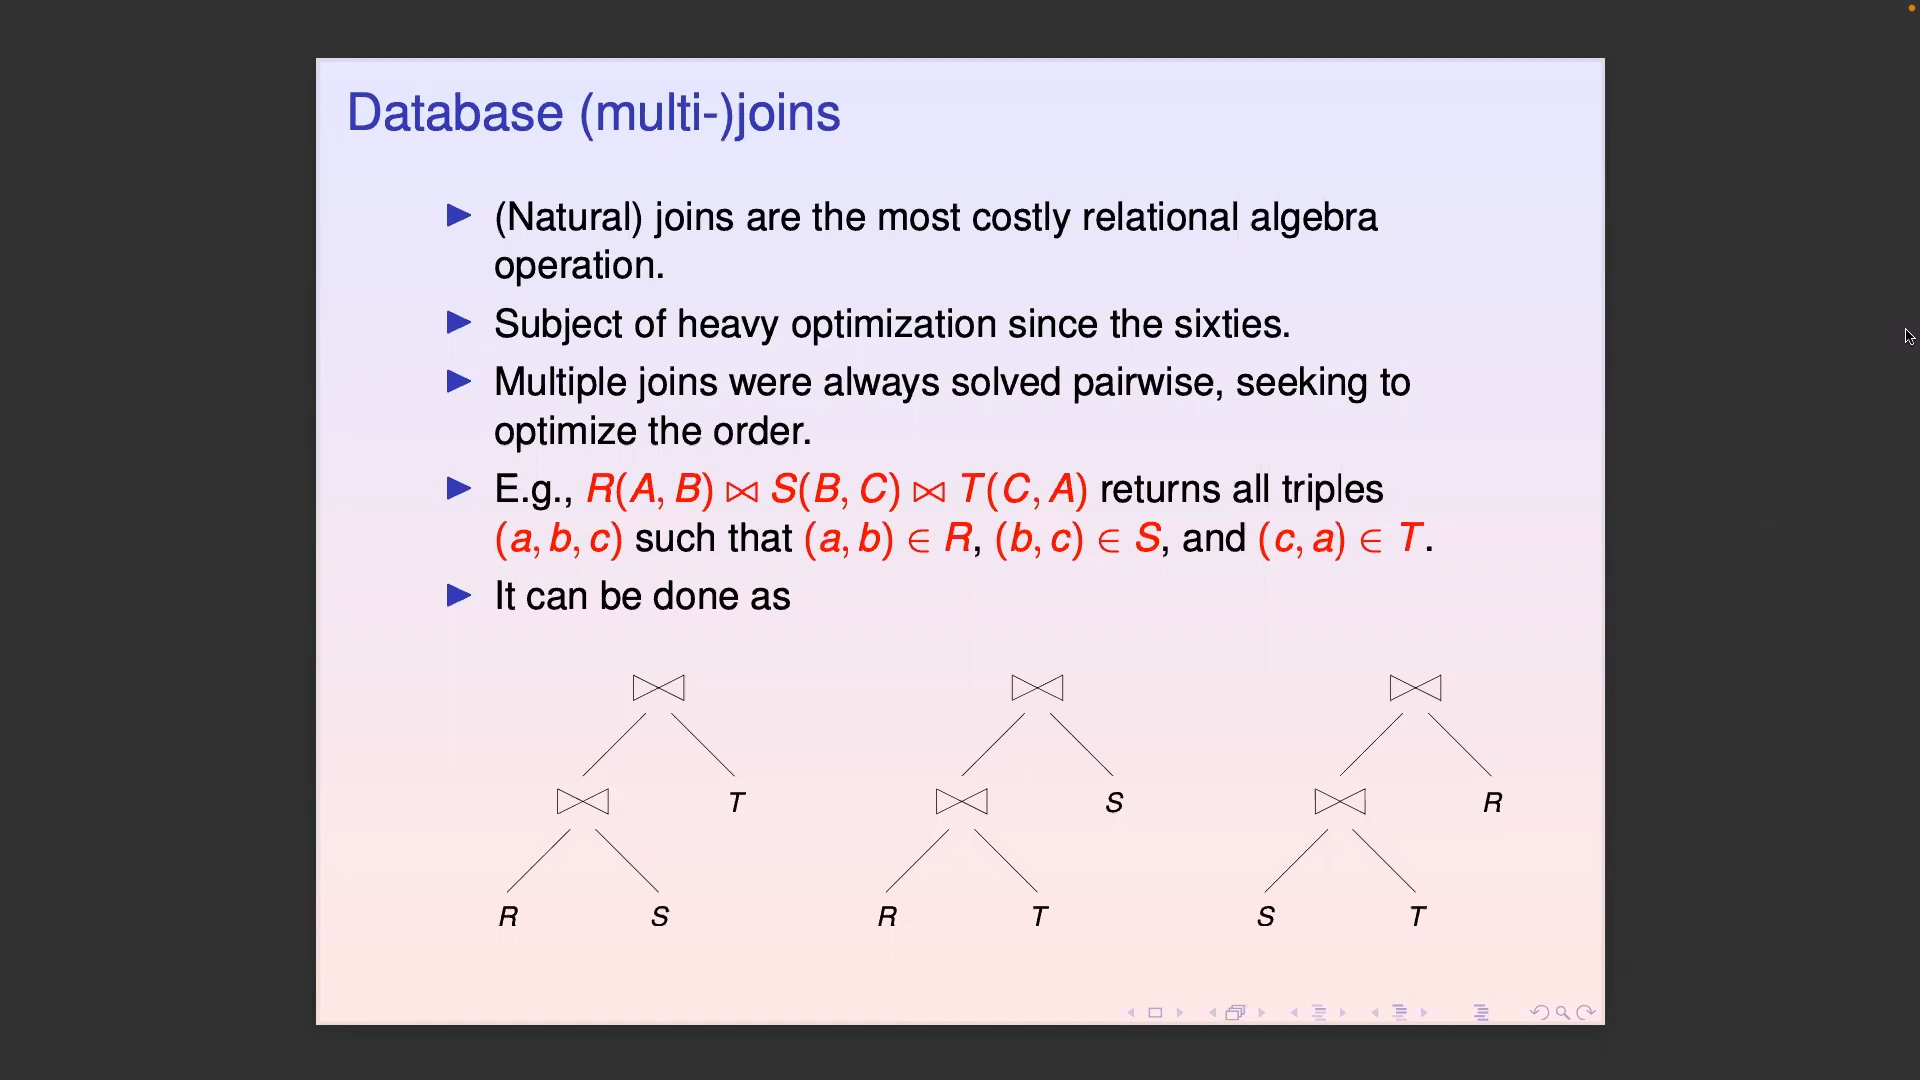 Database (multi-)joins
(Natural) joins are the most costly relational algebra
operation.
Subject of heavy optimization since the sixties.
Multiple joins were always solved pairwise, seeking to
optimize the order.
E.g., R(A, B) ⋈ S(B, C) ⋈ T(C, A) returns all triples
(a, b, c) such that (a, b) ∈ R, (b, c) ∈ S, and (c, a) ∈ T.
It can be done as
⋈ ⋈ ⋈
⋈ T ⋈ S ⋈ R
R S R T S T